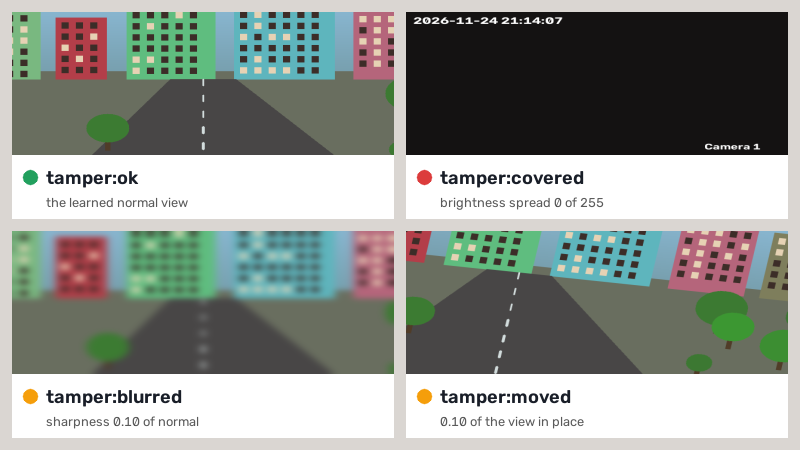 tamper:ok
the learned normal view
2026-11-24 21:14:07
Camera 1
tamper:covered
brightness spread 0 of 255
tamper:blurred
sharpness 0.10 of normal
tamper:moved
0.10 of the view in place